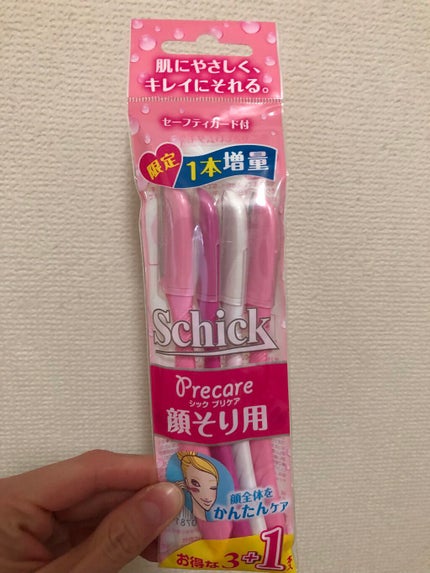 肌にやさしく、
キレイにそれる。
セーフティガード付
限定
1本増量
Schick
Precare
シック プリケア
顔そり用
顔全体を
かんたんケア
お得な3+1本